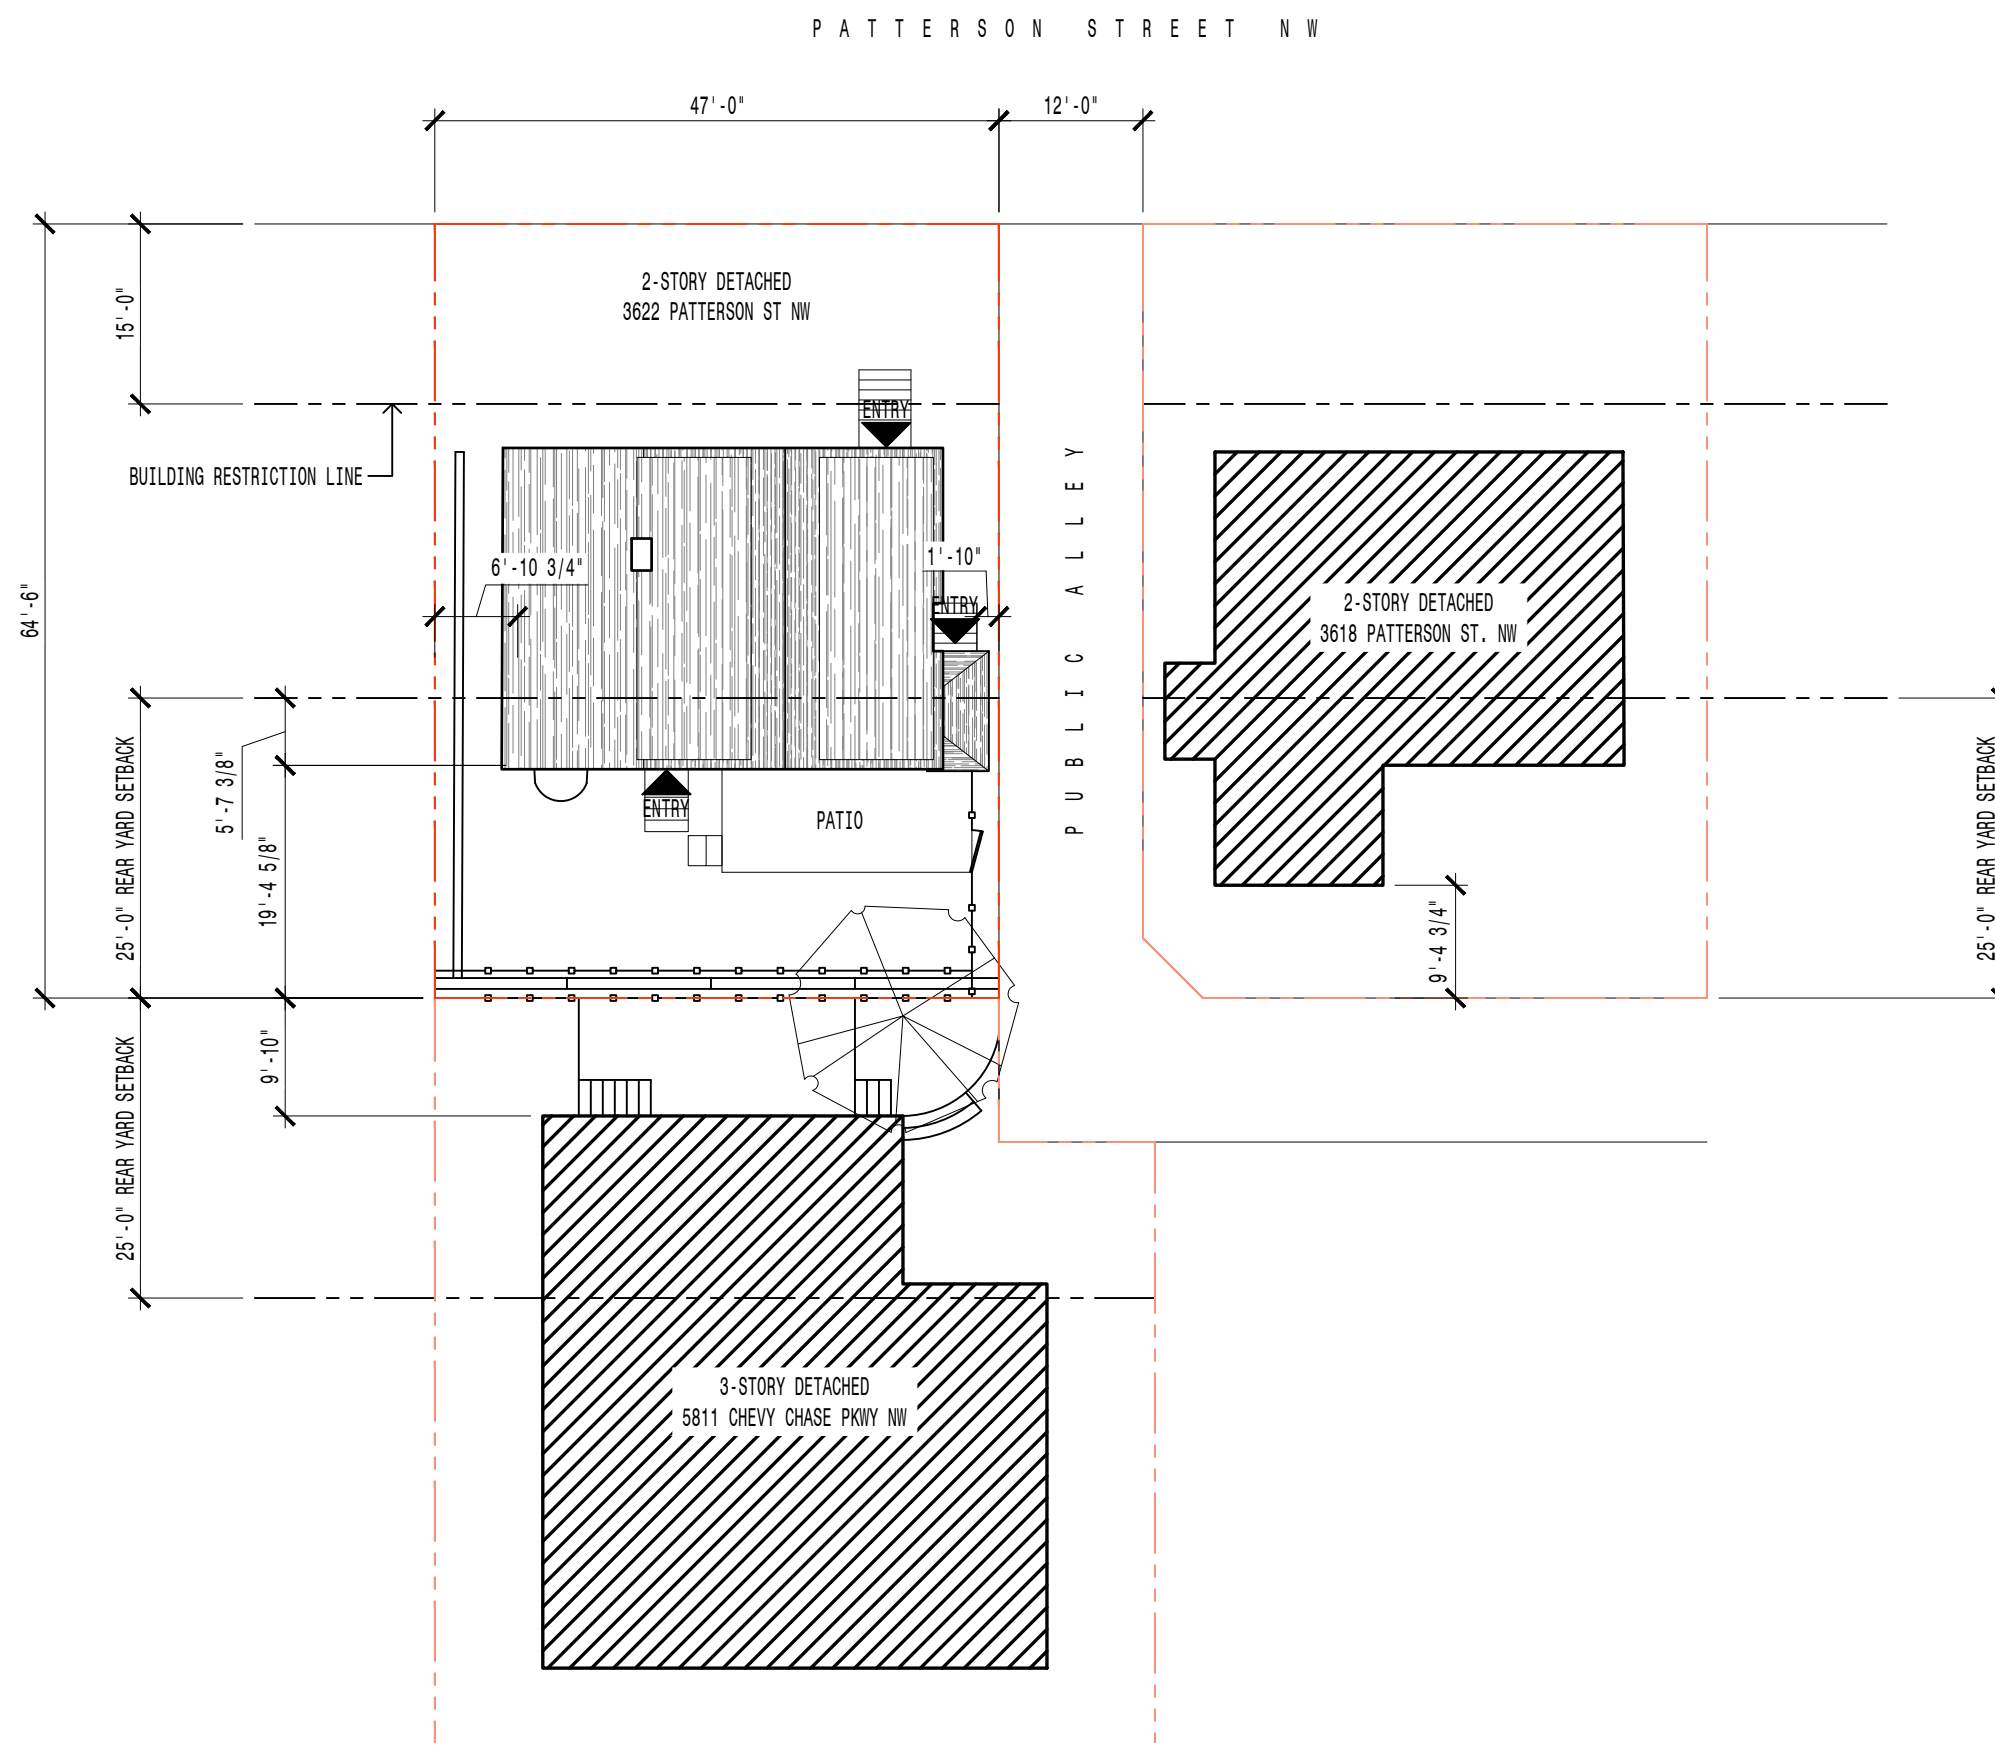 PATTERSON STREET NW
47'-0"
12'-0"
2-STORY DETACHED
3622 PATTERSON ST NW
15'-0"
ENTRY
BUILDING RESTRICTION LINE
6'-10 3/4"
1'-10"
ENTRY
64'-6"
PUBLIC ALLEY
2-STORY DETACHED
3618 PATTERSON ST. NW
25'-0" REAR YARD SETBACK
5'-7 3/8"
19'-4 5/8"
ENTRY
PATIO
9'-4 3/4"
25'-0" REAR YARD SETBACK
25'-0" REAR YARD SETBACK
9'-10"
3-STORY DETACHED
5811 CHEVY CHASE PKWY NW